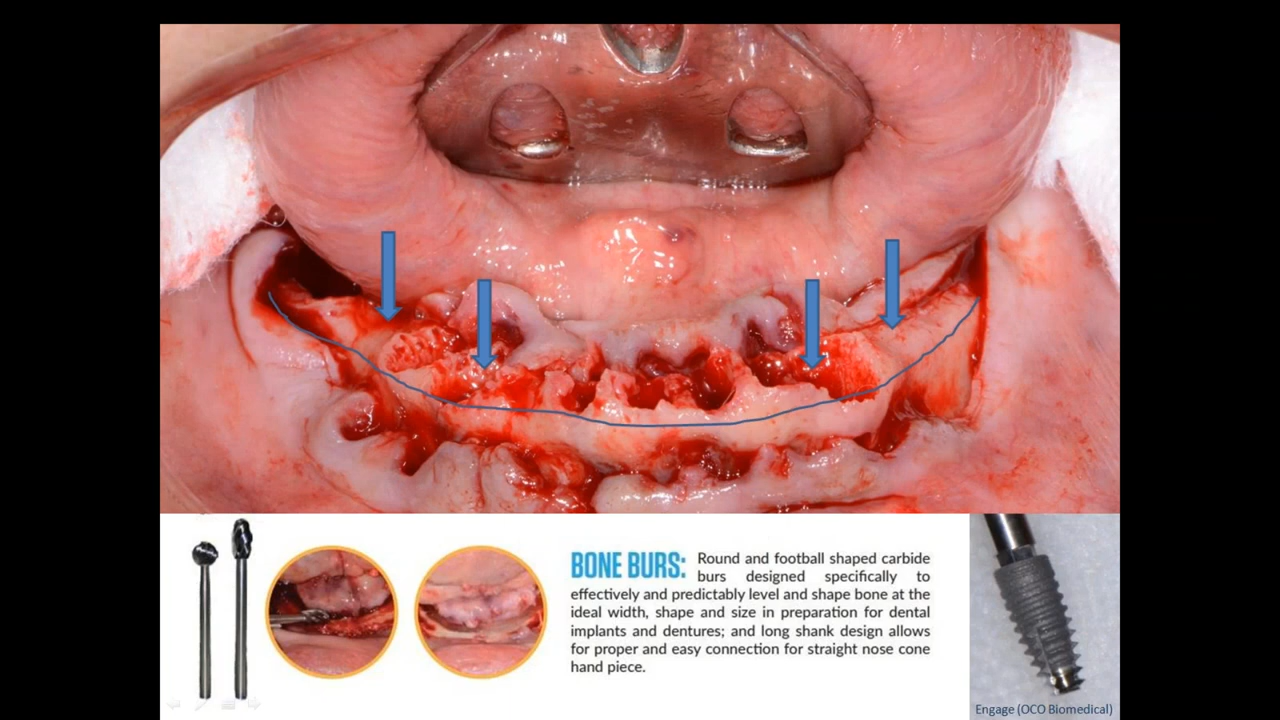 BONE BURS: Round and football shaped carbide
burs designed specifically to
effectively and predictably level and shape bone at the
ideal width, shape and size in preparation for dental
implants and dentures; and long shank design allows
for proper and easy connection for straight nose cone
hand piece.
Engage (OCO Biomedical)